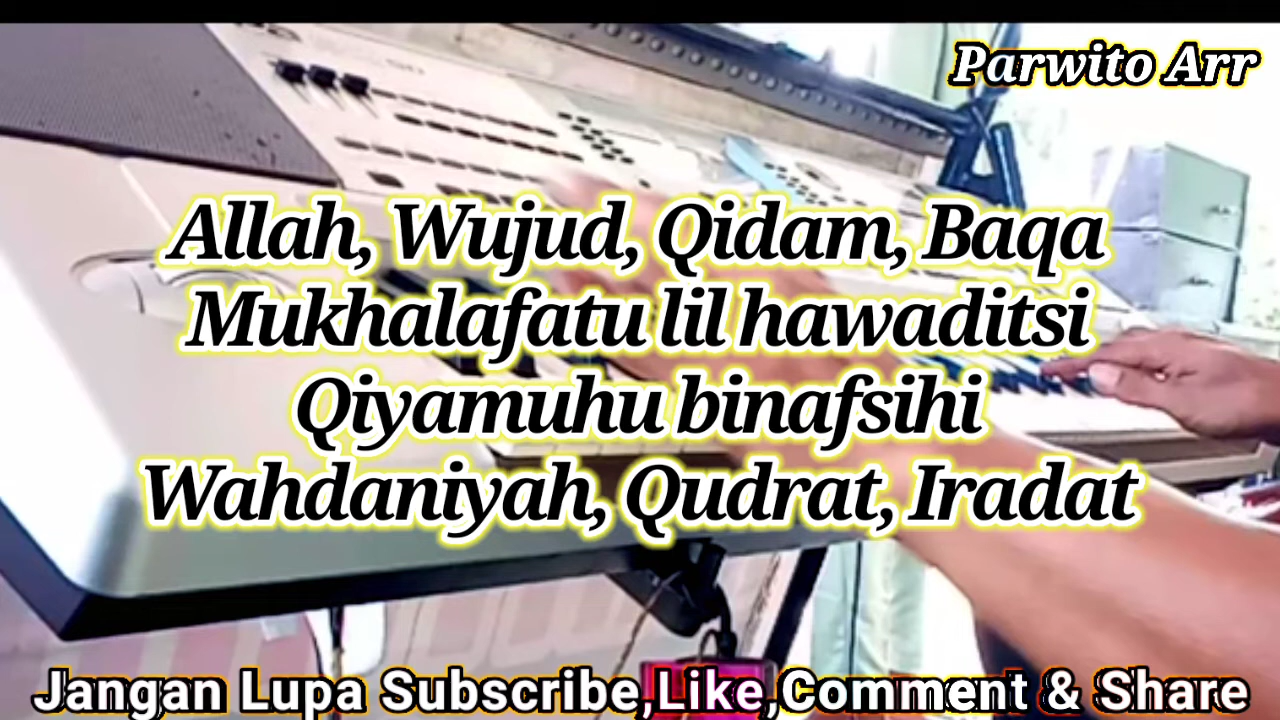 Parwito Arr
Allah, Wujud, Qidam, Baqa
Mukhalafatu lil hawaditsi
Qiyamuhu binafsihi
Wahdaniyah, Qudrat, Iradat
Jangan Lupa Subscribe,Like,Comment & Share